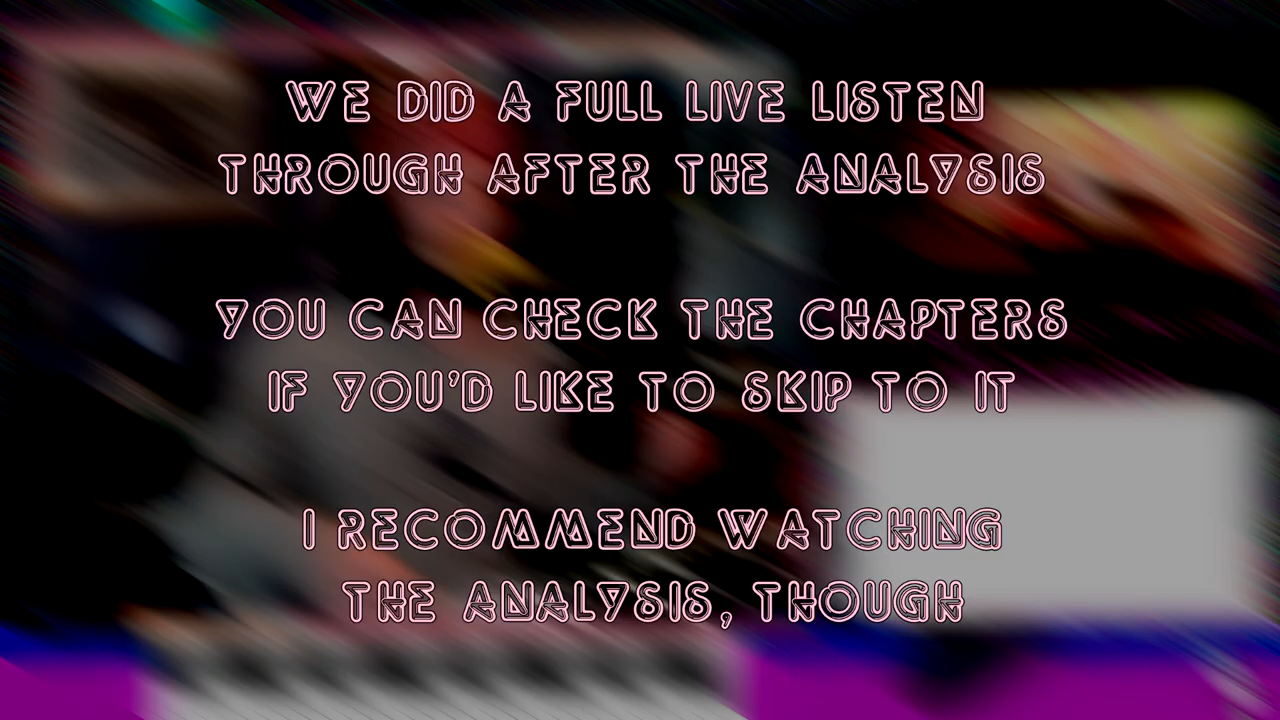 WE DID A FULL LIVE LISTEN
THROUGH AFTER THE ANALYSIS
YOU CAN CHECK THE CHAPTERS
IF YOU'D LIKE TO SKIP TO IT
I RECOMMEND WATCHING
THE ANALYSIS, THOUGH